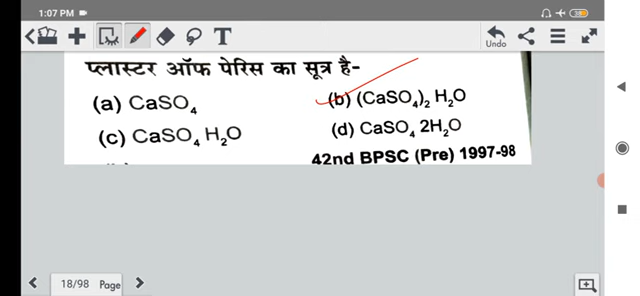 1:07 PM
Undo
प्लास्टर ऑफ पेरिस का सूत्र है-
(a) CaSO₄ (b) (CaSO₄)₂ H₂O
(c) CaSO₄ H₂O (d) CaSO₄ 2H₂O
42nd BPSC (Pre) 1997-98
18/98 Page